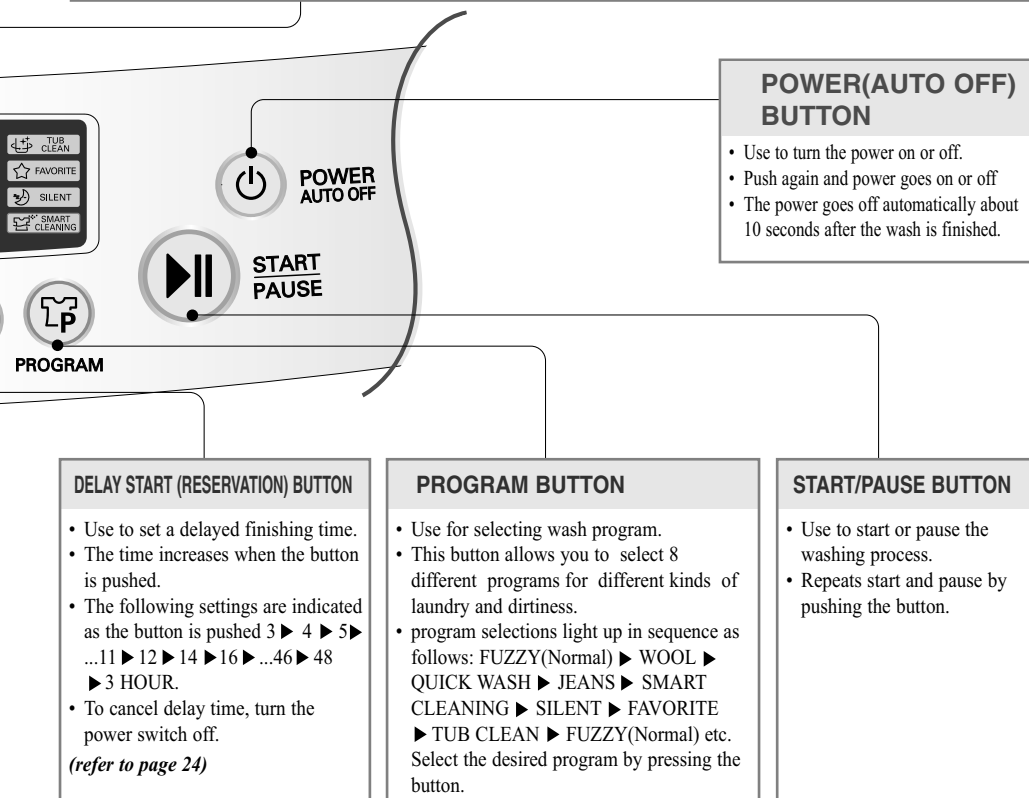 TUB
CLEAN
FAVORITE
SILENT
SMART
CLEANING
POWER
AUTO OFF
START
PAUSE
P
PROGRAM
POWER(AUTO OFF)
BUTTON
• Use to turn the power on or off.
• Push again and power goes on or off
• The power goes off automatically about
10 seconds after the wash is finished.
DELAY START (RESERVATION) BUTTON
• Use to set a delayed finishing time.
• The time increases when the button
is pushed.
• The following settings are indicated
as the button is pushed 3 ▶ 4 ▶ 5▶
...11 ▶ 12 ▶ 14 ▶16 ▶ ...46 ▶ 48
▶ 3 HOUR.
• To cancel delay time, turn the
power switch off.
(refer to page 24)
PROGRAM BUTTON
• Use for selecting wash program.
• This button allows you to select 8
different programs for different kinds of
laundry and dirtiness.
• program selections light up in sequence as
follows: FUZZY(Normal) ▶ WOOL ▶
QUICK WASH ▶ JEANS ▶ SMART
CLEANING ▶ SILENT ▶ FAVORITE
▶ TUB CLEAN ▶ FUZZY(Normal) etc.
Select the desired program by pressing the
button.
START/PAUSE BUTTON
• Use to start or pause the
washing process.
• Repeats start and pause by
pushing the button.